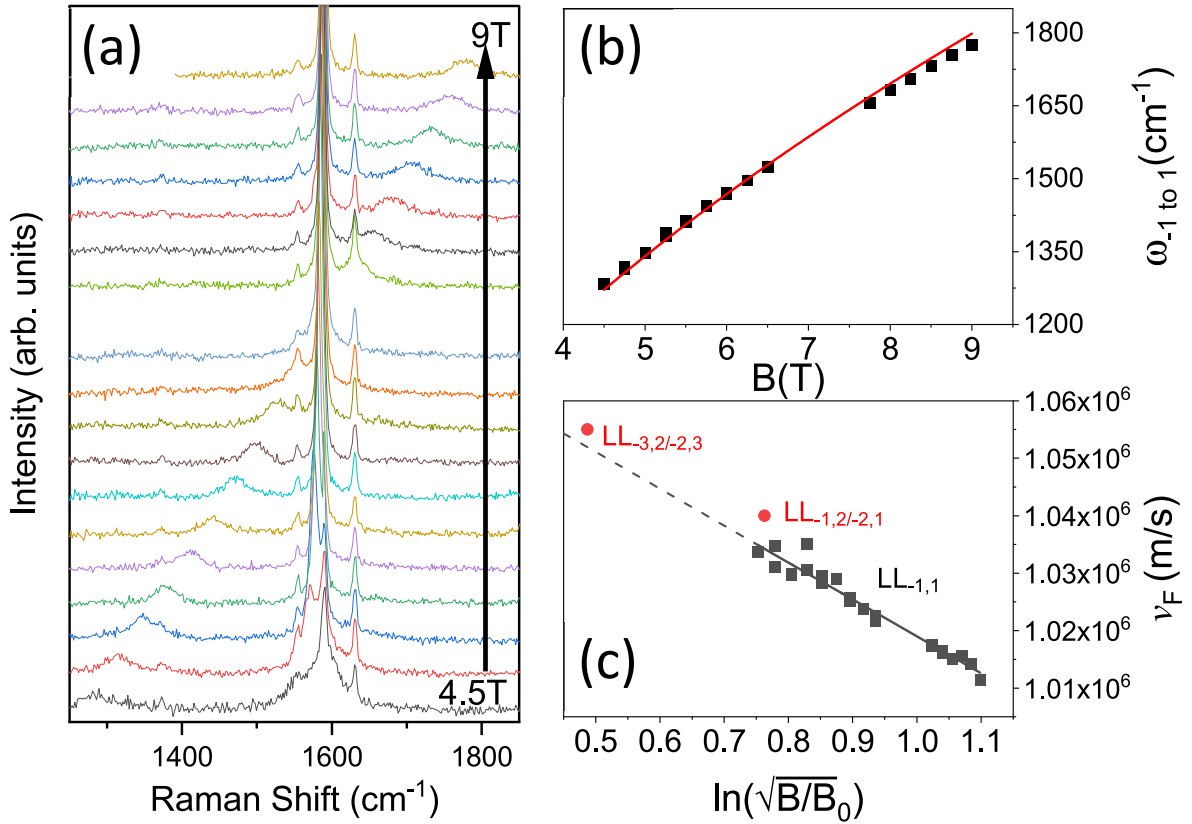 (a)
9T
4.5T
Intensity (arb. units)
1400
1600
1800
Raman Shift (cm⁻¹)
(b)
1800
1650
1500
1350
1200
ω₋₁ ₜₒ ₁(cm⁻¹)
4
5
6
7
8
9
B(T)
LL₋₃,₂/₋₂,₃
LL₋₁,₂/₋₂,₁
LL₋₁,₁
(c)
1.06x10⁶
1.05x10⁶
1.04x10⁶
1.03x10⁶
1.02x10⁶
1.01x10⁶
v_F (m/s)
0.5
0.6
0.7
0.8
0.9
1.0
1.1
ln(√B/B₀)